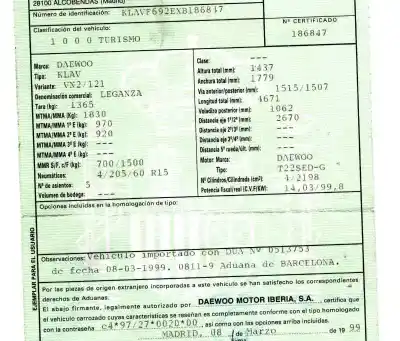 28100 ALCOBENDAS (Madrid)
Número de identificación: KLAVF692EXB186847
Nº CERTIFICADO
186847
Clasificación del vehículo:
1000 TURISMO
Marca: DAEWOO
Tipo: KLAV
Variante: VN2/121
Denominación comercial: LEGANZA
Tara (kg): 1365
MTMA/MMA (kg): 1830
MTMA/MMA 1º E (kg): 970
MTMA/MMA 2º E (kg): 920
MTMA/MMA 3º E (kg): ---
MTMA/MMA 4º E (kg): ---
MMR S/F. c/F (kg): 700/1500
Neumáticos: 4/205/60 R15
Nº de asientos: 5
Volumen de bodega: ---
Clase: ---
Altura total (mm): 1437
Anchura total (mm): 1779
Vía anterior/posterior (mm): 1515/1507
Longitud total (mm): 4671
Voladizo posterior (mm): 1062
Distancia eje 1º/2º (mm): 2670
Distancia eje 2º/3º (mm): ---
Distancia eje 3º/4º (mm): ---
Distancia 5ª rueda/últ. (mm): ---
Motor: Marca: DAEWOO
Tipo: T22SED-G
Nº Cilindros/Cilindrada (cm³): 4/2198
Potencia fiscal/real (C.V.F/KW): 14,03/99,8
Opciones incluidas en la homologación de tipo:
EJEMPLAR PARA EL USUARIO
Observaciones: Vehículo importado con DUA Nº 0513753
de fecha 08-03-1999. 0811-9 Aduana de BARCELONA.
Por las piezas de origen extranjero incorporadas a este vehículo se han satisfecho los correspondientes
derechos de Aduanas.
El abajo firmante, legalmente autorizado por DAEWOO MOTOR IBERIA, S.A. certifica que
el vehículo carrozado cuyas características se reseñan es completamente conforme con el tipo homologado
con la contraseña e4*97/27*0020*00, así como con las opciones arriba incluidas.
MADRID, 08 de Marzo de 1999